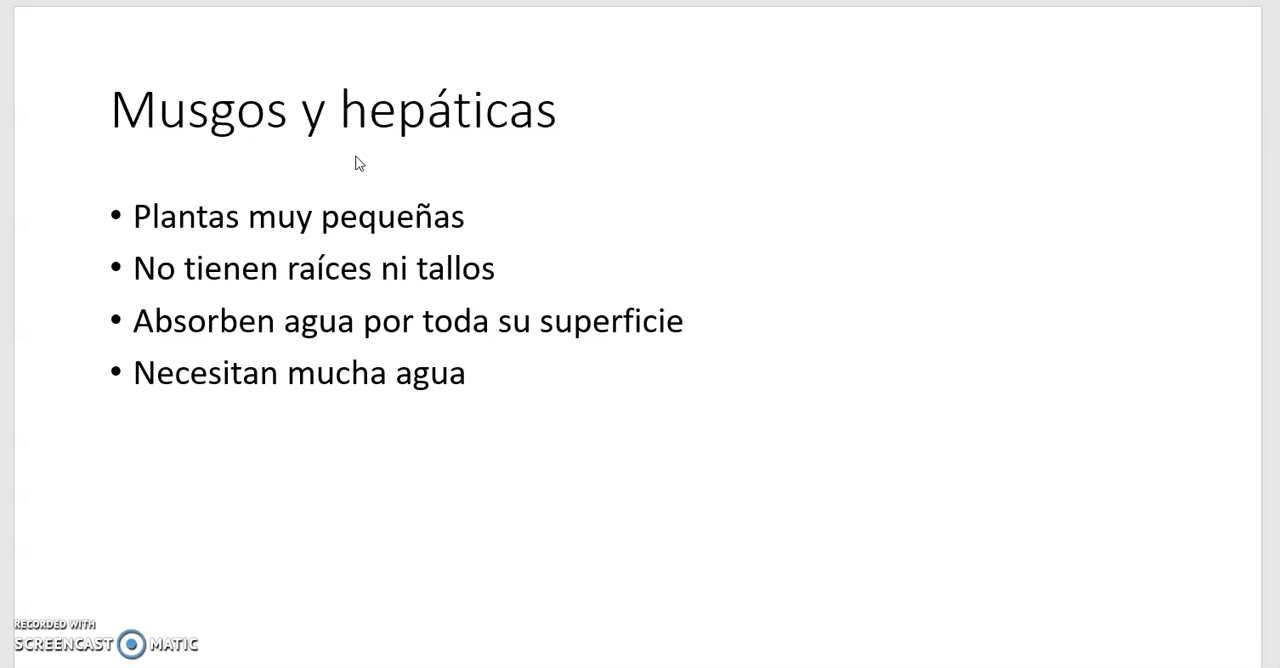 Musgos y hepáticas
• Plantas muy pequeñas
• No tienen raíces ni tallos
• Absorben agua por toda su superficie
• Necesitan mucha agua
RECORDED WITH
SCREENCAST MATIC